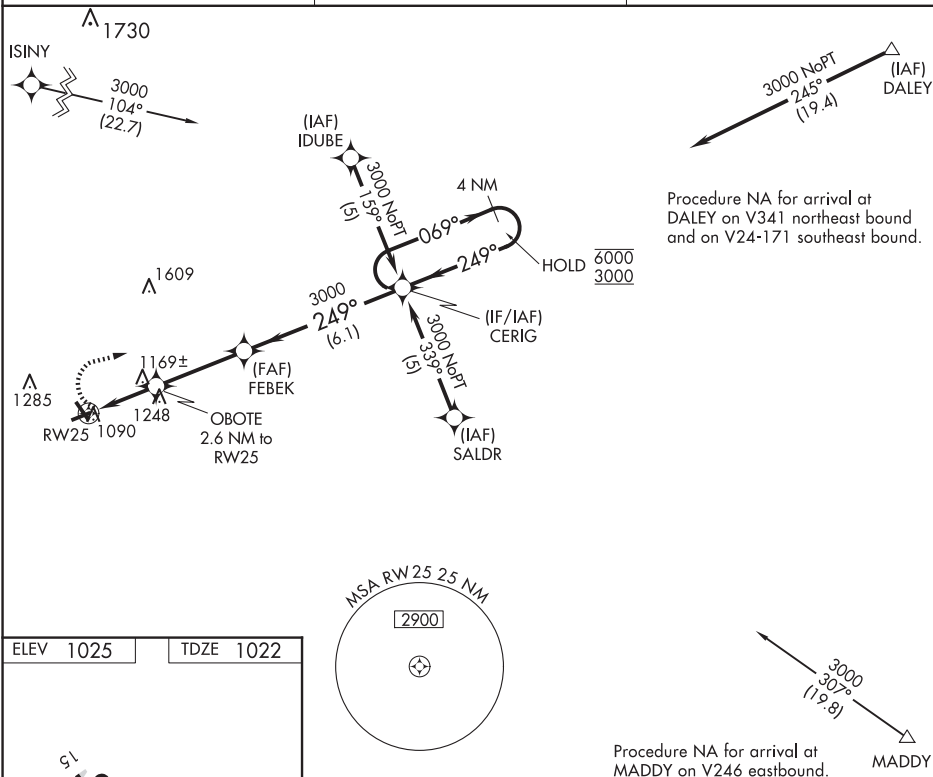 1730
ISINY
3000
104°
(22.7)
(IAF)
IDUBE
3000 NoPT
159°
(5)
4 NM
069°
249°
HOLD 6000
3000
3000 NoPT
245°
(19.4)
(IAF)
DALEY
Procedure NA for arrival at
DALEY on V341 northeast bound
and on V24-171 southeast bound.
1609
3000
249°
(6.1)
(IF/IAF)
CERIG
3000 NoPT
339°
(5)
(IAF)
SALDR
(FAF)
FEBEK
1169±
1285
1248
RW25
1090
OBOTE
2.6 NM to
RW25
MSA RW25 25 NM
2900
ELEV 1025
TDZE 1022
15
3000
307°
(19.8)
MADDY
Procedure NA for arrival at
MADDY on V246 eastbound.